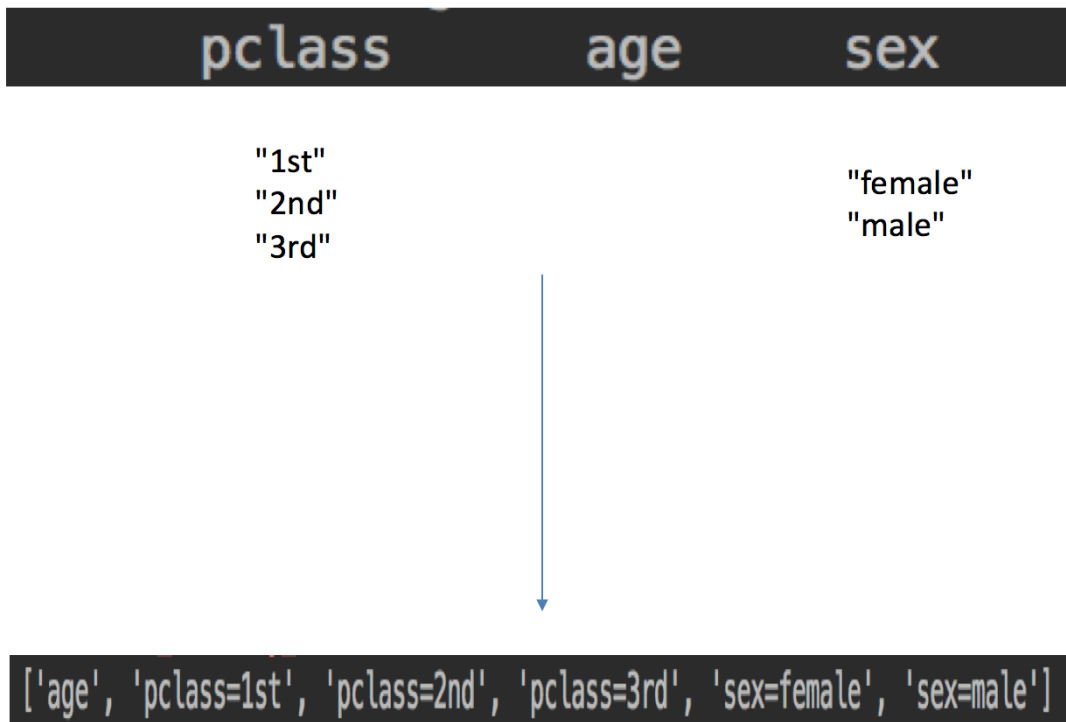 pclass age sex
"1st"
"2nd"
"3rd"
"female"
"male"
['age', 'pclass=1st', 'pclass=2nd', 'pclass=3rd', 'sex=female', 'sex=male']